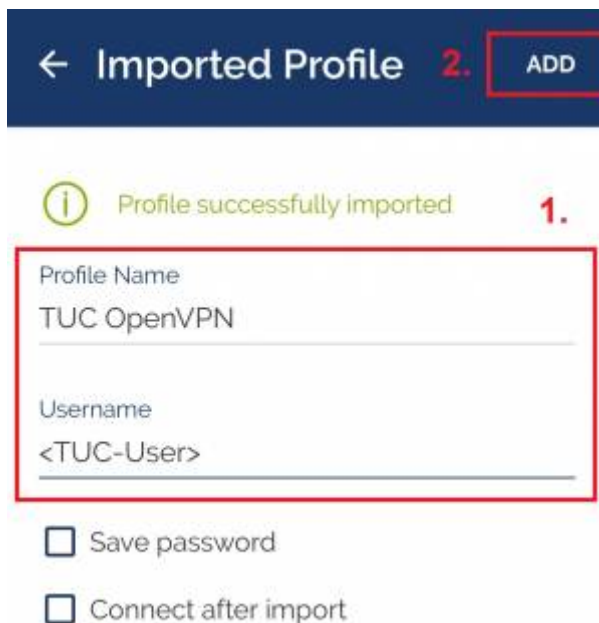 Imported Profile 2. ADD
Profile successfully imported
1.
Profile Name
TUC OpenVPN
Username
<TUC-User>
Save password
Connect after import